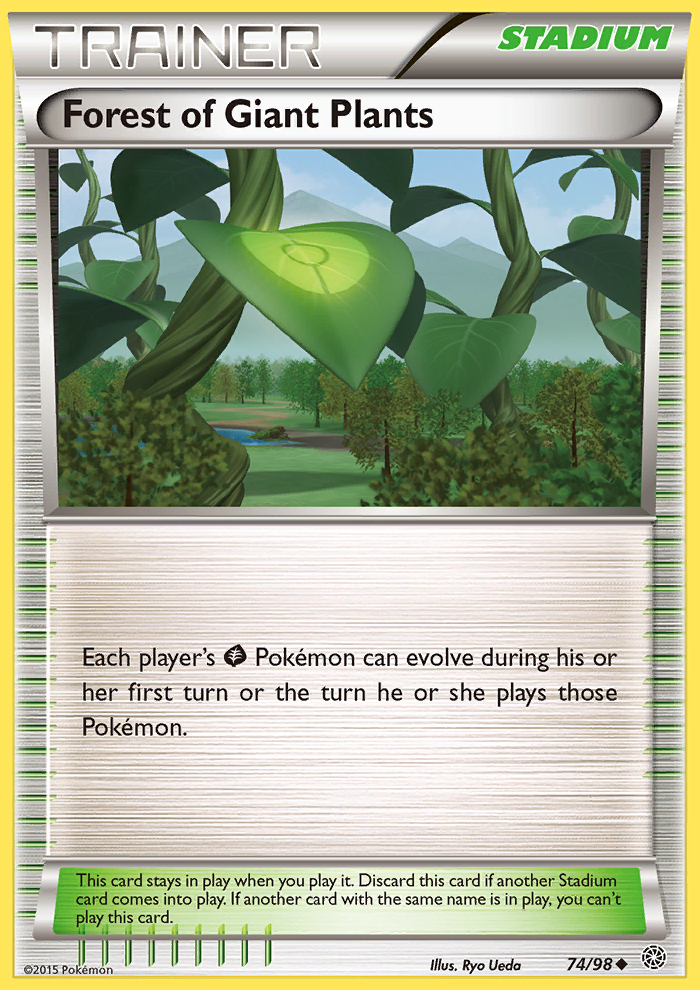 TRAINER
STADIUM
Forest of Giant Plants
Each player's Pokémon can evolve during his or
her first turn or the turn he or she plays those
Pokémon.
This card stays in play when you play it. Discard this card if another Stadium
card comes into play. If another card with the same name is in play, you can't
play this card.
©2015 Pokémon
Illus. Ryo Ueda
74/98